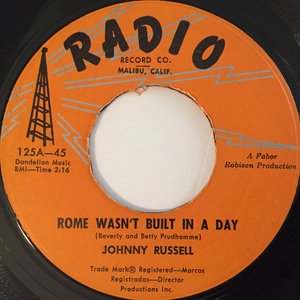 RADIO
RECORD CO.
MALIBU, CALIF.
125A-45
Dandelion Music
BMI-Time 2:16
A Fabor
Robison Production
ROME WASN'T BUILT IN A DAY
(Beverly and Betty Prudhomme)
JOHNNY RUSSELL
Trade Mark® Registered-Marcas
Registradas-Director
Productions Inc.